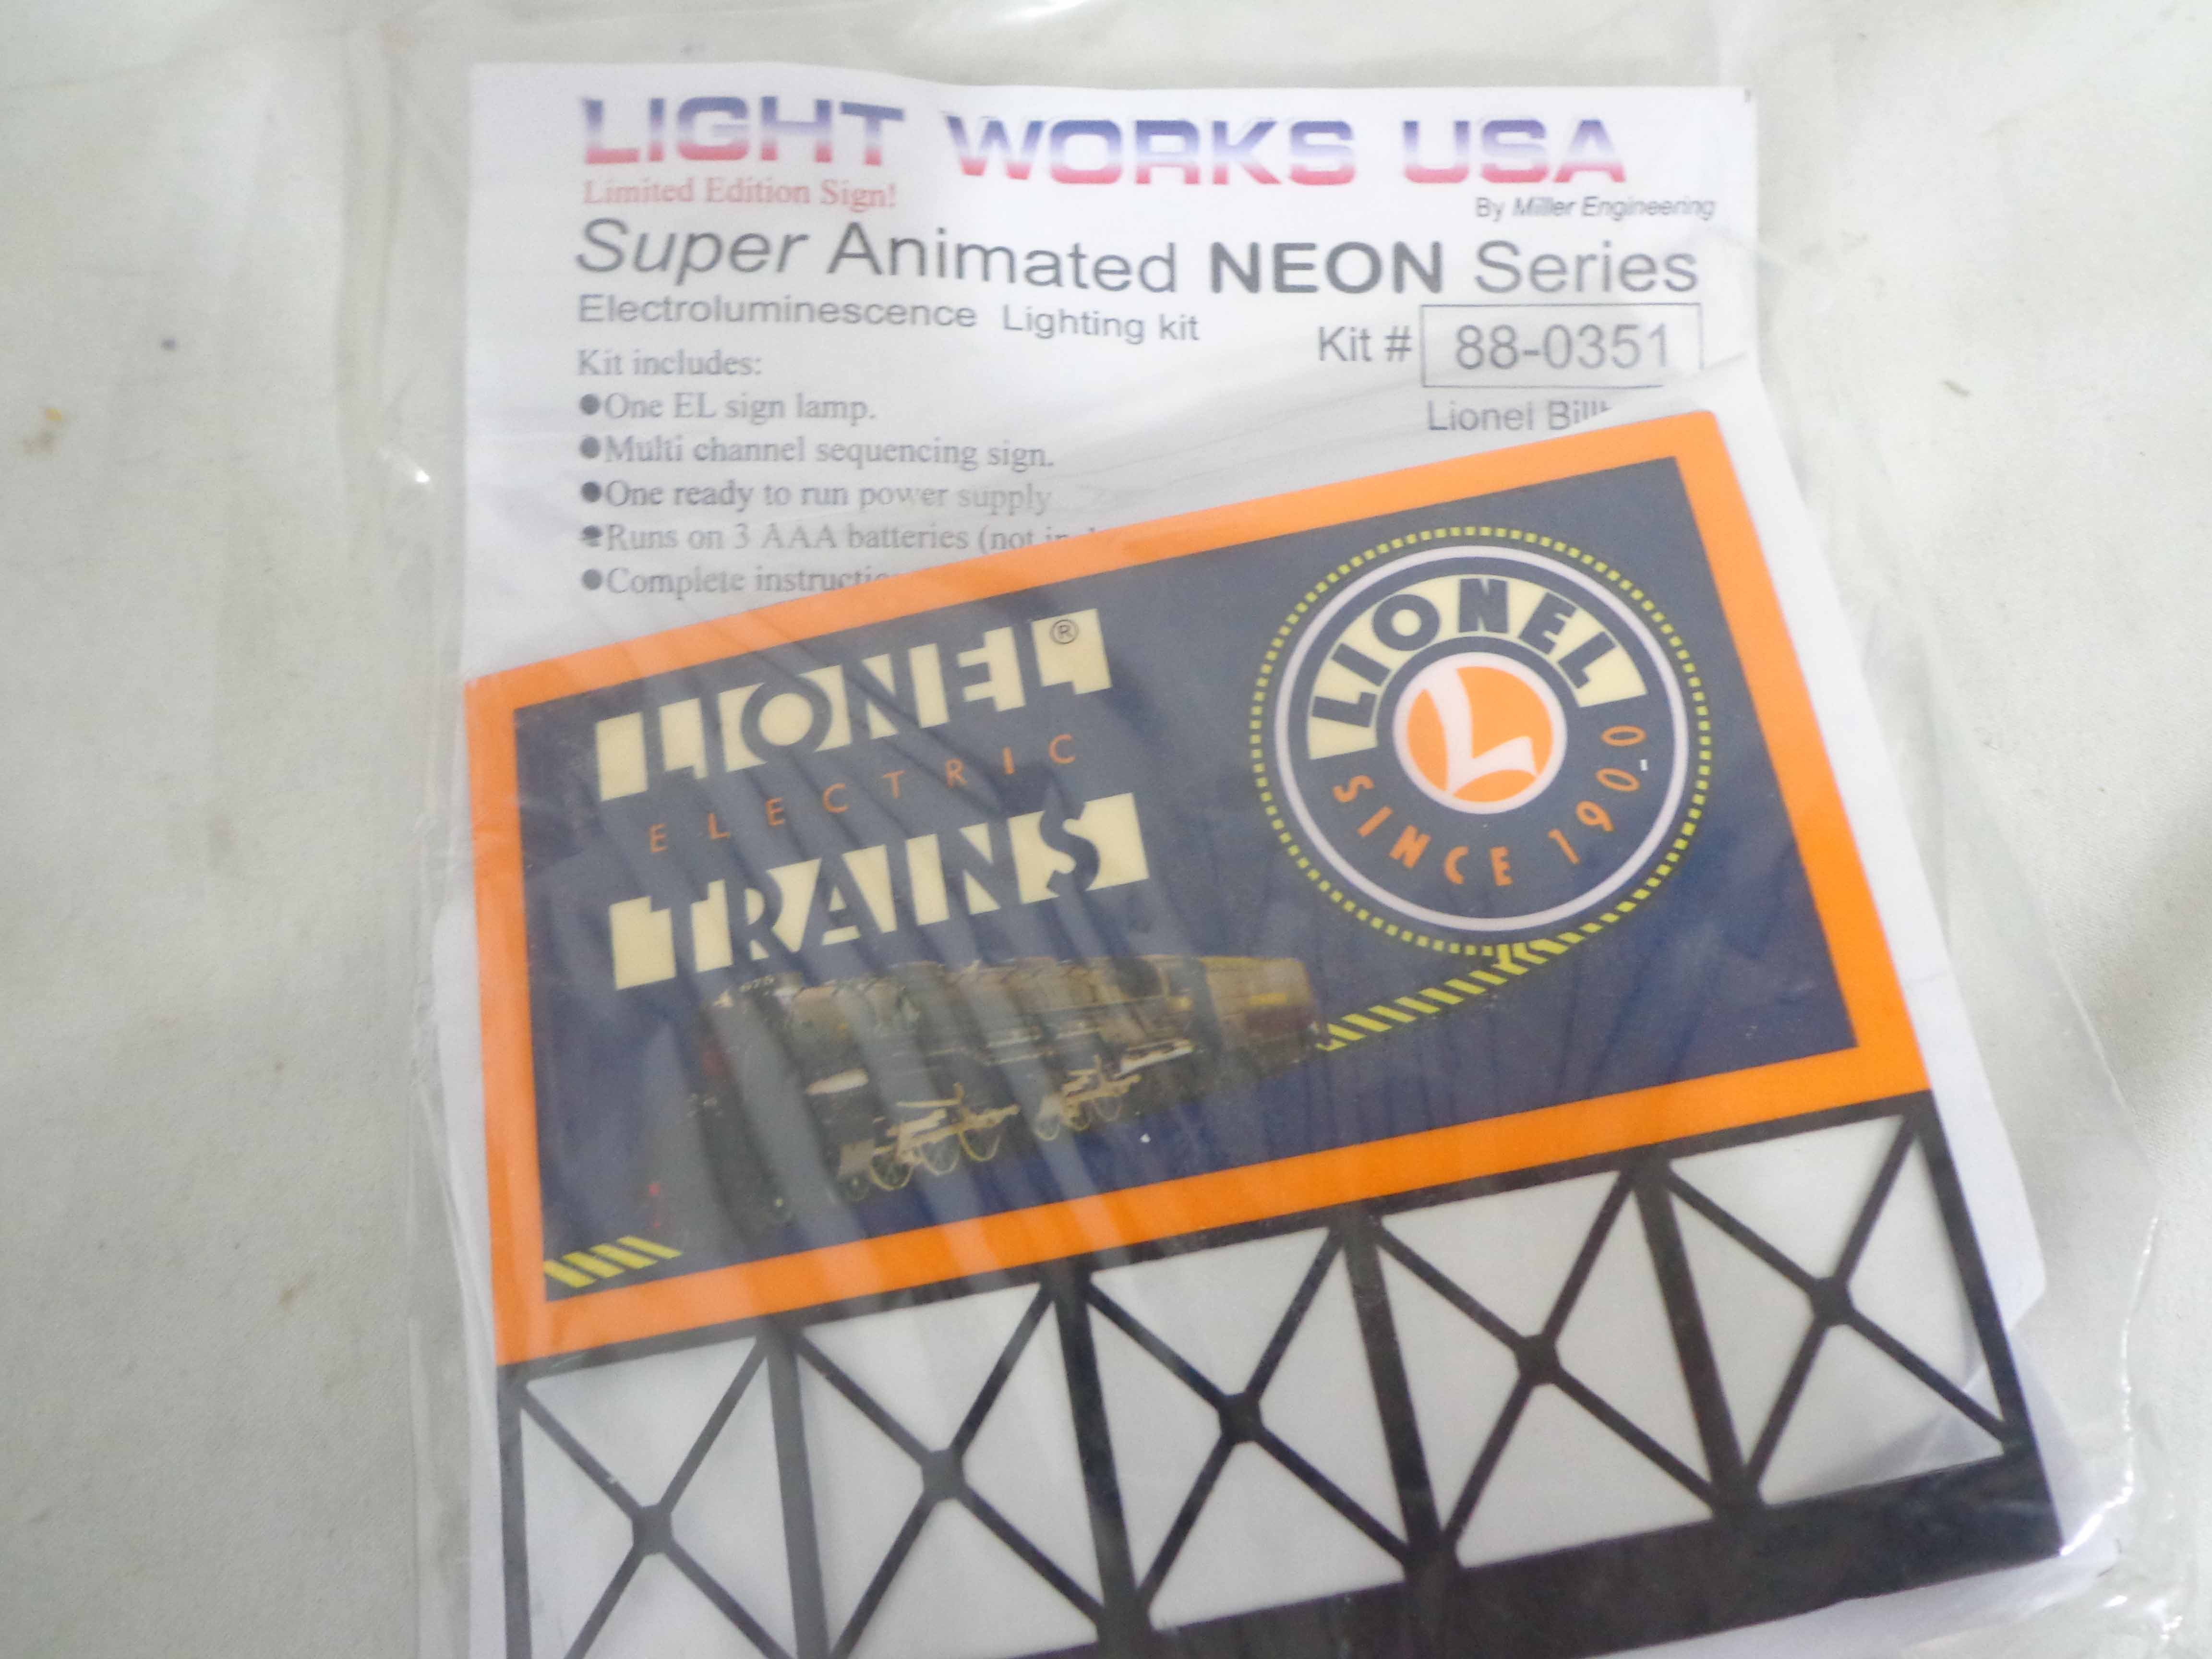 LIGHT WORKS USA
Limited Edition Sign!
By Miller Engineering
Super Animated NEON Series
Electroluminescence Lighting kit
Kit # 88-0351
Kit includes:
●One EL sign lamp.
●Multi channel sequencing sign.
●One ready to run power supply
●Runs on 3 AAA batteries (not
●Complete
Lionel
LIONEL®
ELECTRIC
TRAINS
LIONEL
L
SINCE 1900